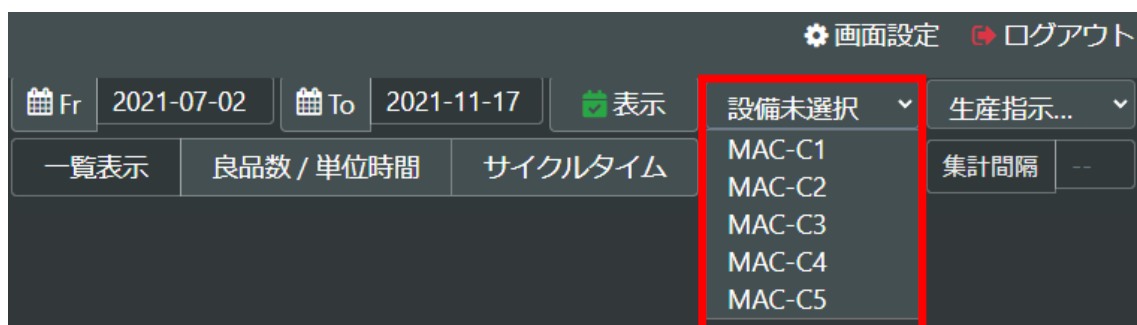 画面設定 ログアウト
Fr 2021-07-02 To 2021-11-17 表示 設備未選択 生産指示...
一覧表示 良品数 / 単位時間 サイクルタイム 集計間隔 --
MAC-C1
MAC-C2
MAC-C3
MAC-C4
MAC-C5